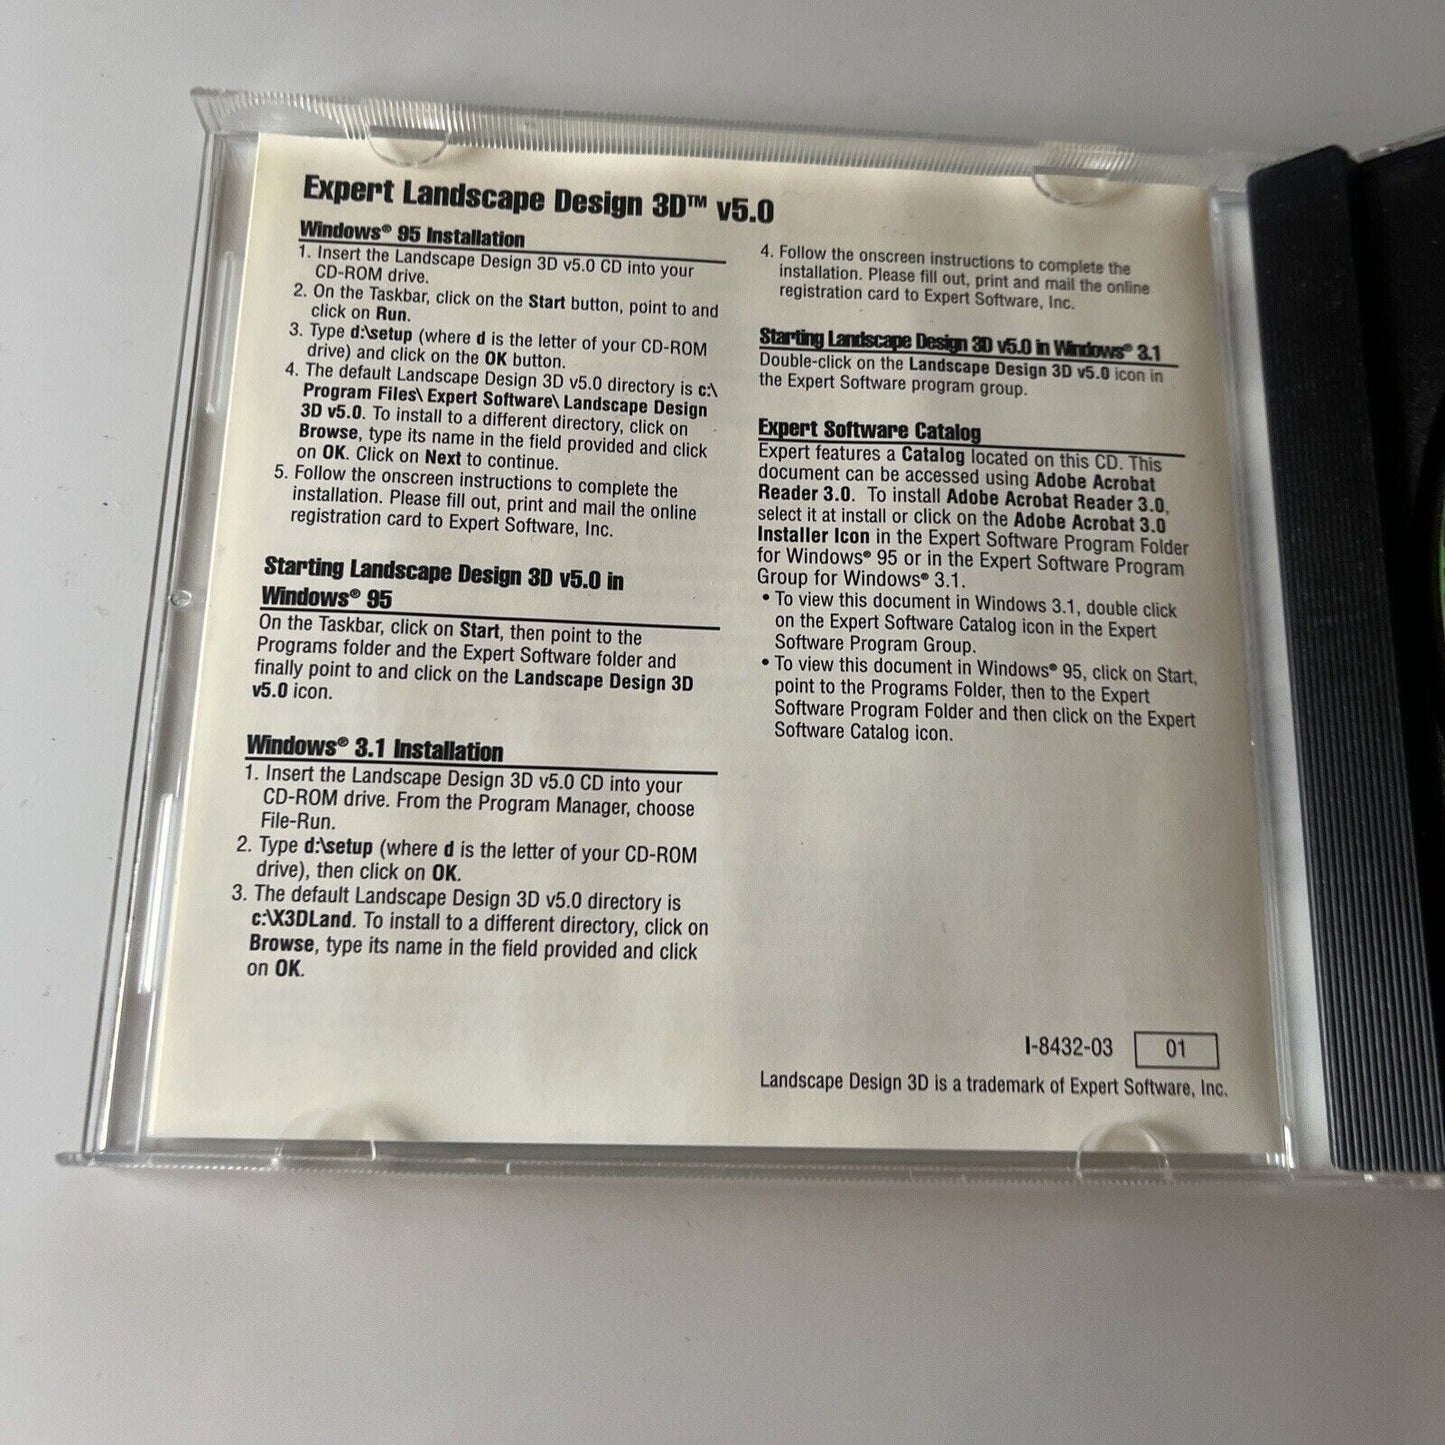 Expert Landscape Design 3D™ v5.0
Windows® 95 Installation
1. Insert the Landscape Design 3D v5.0 CD into your
CD-ROM drive.
2. On the Taskbar, click on the Start button, point to and
click on Run.
3. Type d:\setup (where d is the letter of your CD-ROM
drive) and click on the OK button.
4. The default Landscape Design 3D v5.0 directory is c:\
Program Files\ Expert Software\ Landscape Design
3D v5.0. To install to a different directory, click on
Browse, type its name in the field provided and click
on OK. Click on Next to continue.
5. Follow the onscreen instructions to complete the
installation. Please fill out, print and mail the online
registration card to Expert Software, Inc.
Starting Landscape Design 3D v5.0 in
Windows® 95
On the Taskbar, click on Start, then point to the
Programs folder and the Expert Software folder and
finally point to and click on the Landscape Design 3D
v5.0 icon.
Windows® 3.1 Installation
1. Insert the Landscape Design 3D v5.0 CD into your
CD-ROM drive. From the Program Manager, choose
File-Run.
2. Type d:\setup (where d is the letter of your CD-ROM
drive), then click on OK.
3. The default Landscape Design 3D v5.0 directory is
c:\X3DLand. To install to a different directory, click on
Browse, type its name in the field provided and click
on OK.
4. Follow the onscreen instructions to complete the
installation. Please fill out, print and mail the online
registration card to Expert Software, Inc.
Starting Landscape Design 3D v5.0 in Windows® 3.1
Double-click on the Landscape Design 3D v5.0 icon in
the Expert Software program group.
Expert Software Catalog
Expert features a Catalog located on this CD. This
document can be accessed using Adobe Acrobat
Reader 3.0. To install Adobe Acrobat Reader 3.0,
select it at install or click on the Adobe Acrobat 3.0
Installer Icon in the Expert Software Program Folder
for Windows® 95 or in the Expert Software Program
Group for Windows® 3.1.
• To view this document in Windows 3.1, double click
on the Expert Software Catalog icon in the Expert
Software Program Group.
• To view this document in Windows® 95, click on Start,
point to the Programs Folder, then to the Expert
Software Program Folder and then click on the Expert
Software Catalog icon.
I-8432-03 01
Landscape Design 3D is a trademark of Expert Software, Inc.